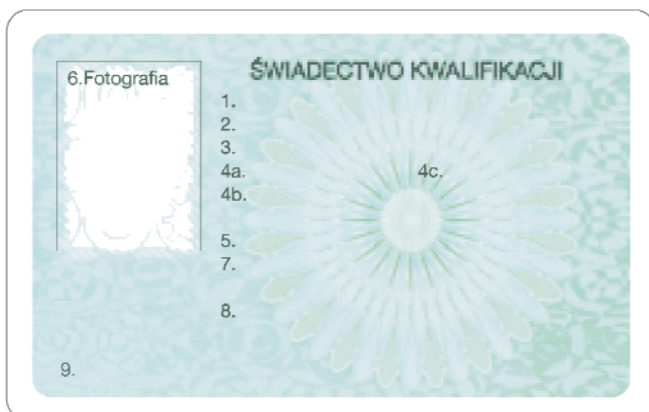 6.Fotografia
ŚWIADECTWO KWALIFIKACJI
1.
2.
3.
4a. 4c.
4b.
5.
7.
8.
9.